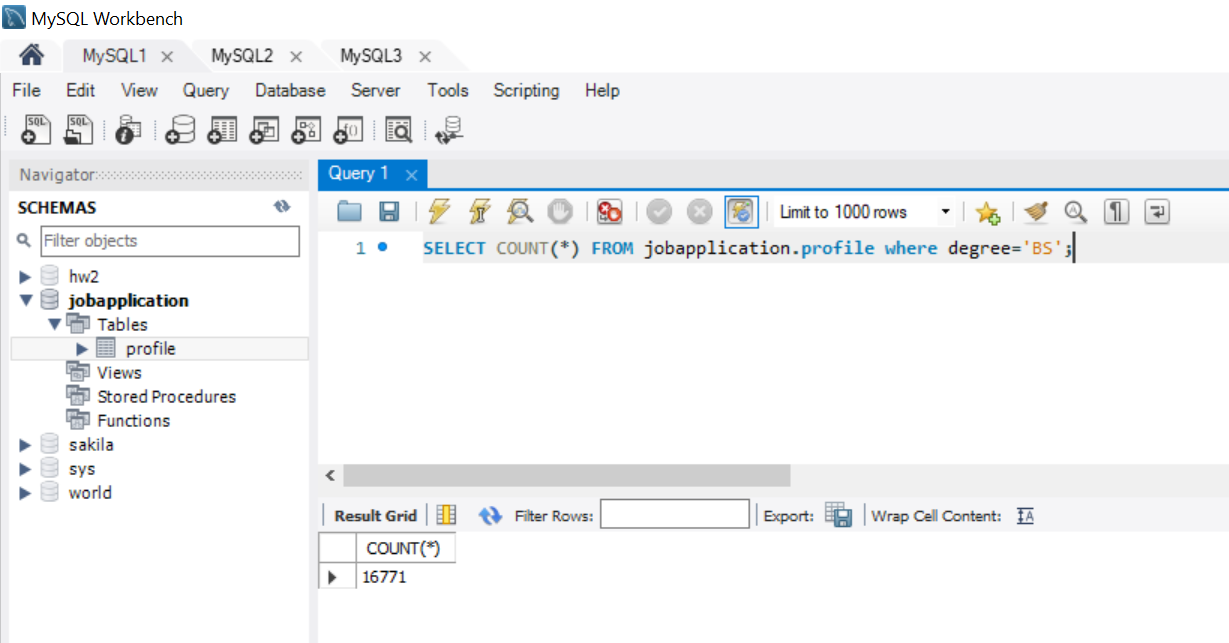 MySQL Workbench
MySQL1 MySQL2 MySQL3
File Edit View Query Database Server Tools Scripting Help
Navigator
SCHEMAS
Filter objects
hw2
jobapplication
Tables
profile
Views
Stored Procedures
Functions
sakila
sys
world
Query 1
Limit to 1000 rows
1 SELECT COUNT(*) FROM jobapplication.profile where degree='BS';
Result Grid Filter Rows: Export: Wrap Cell Content:
COUNT(*)
16771